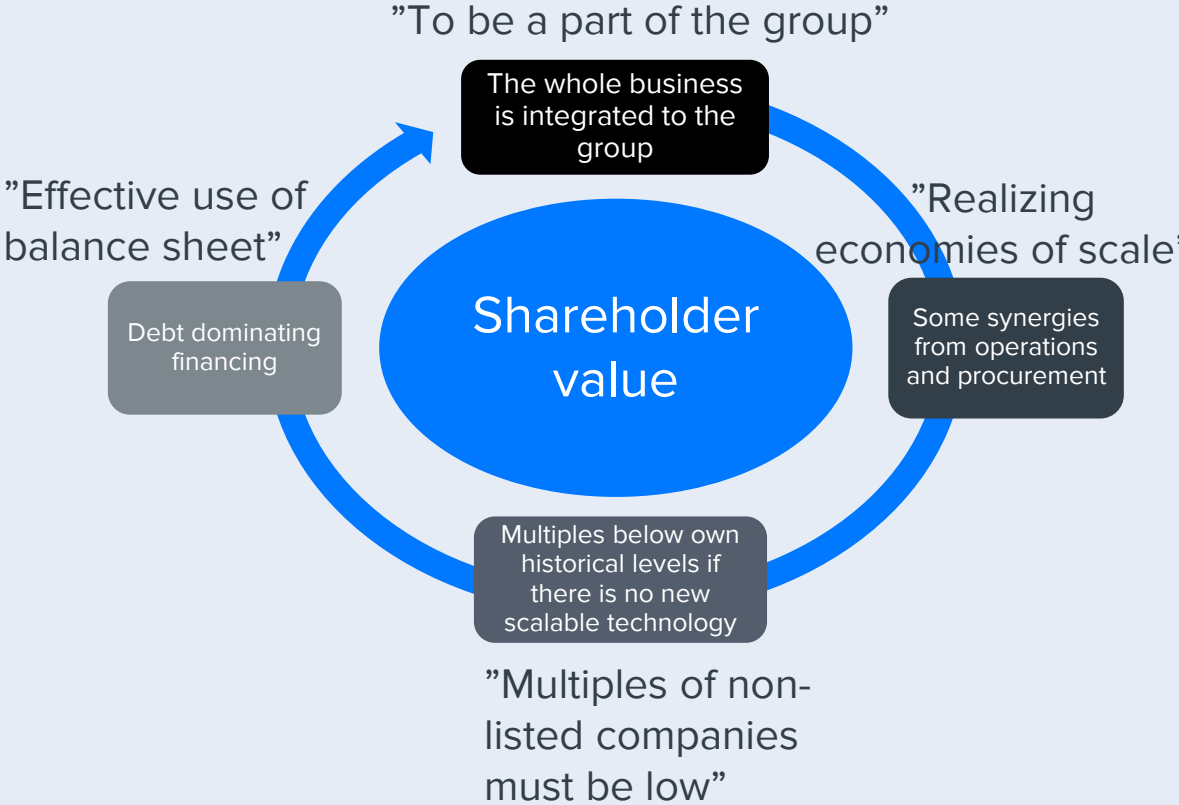 ”To be a part of the group”
The whole business
is integrated to the
group
”Effective use of
balance sheet”
”Realizing
economies of scale”
Debt dominating
financing
Shareholder
value
Some synergies
from operations
and procurement
Multiples below own
historical levels if
there is no new
scalable technology
”Multiples of non-
listed companies
must be low”